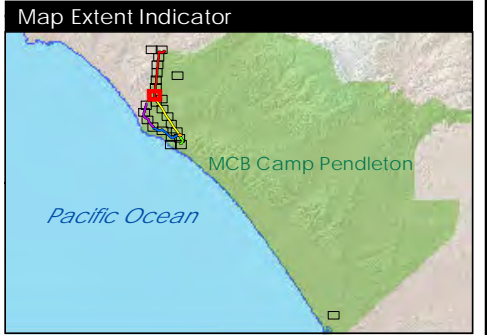 Map Extent Indicator
MCB Camp Pendleton
Pacific Ocean